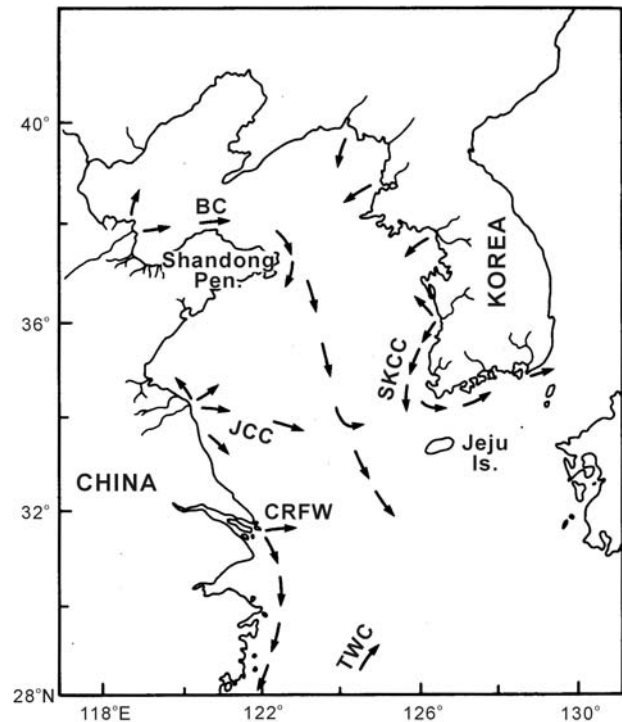 40°
BC
Shandong
Pen.
KOREA
36°
SKCC
JCC
Jeju
Is.
CHINA
CRFW
32°
TWC
28°N
118°E
122°
126°
130°